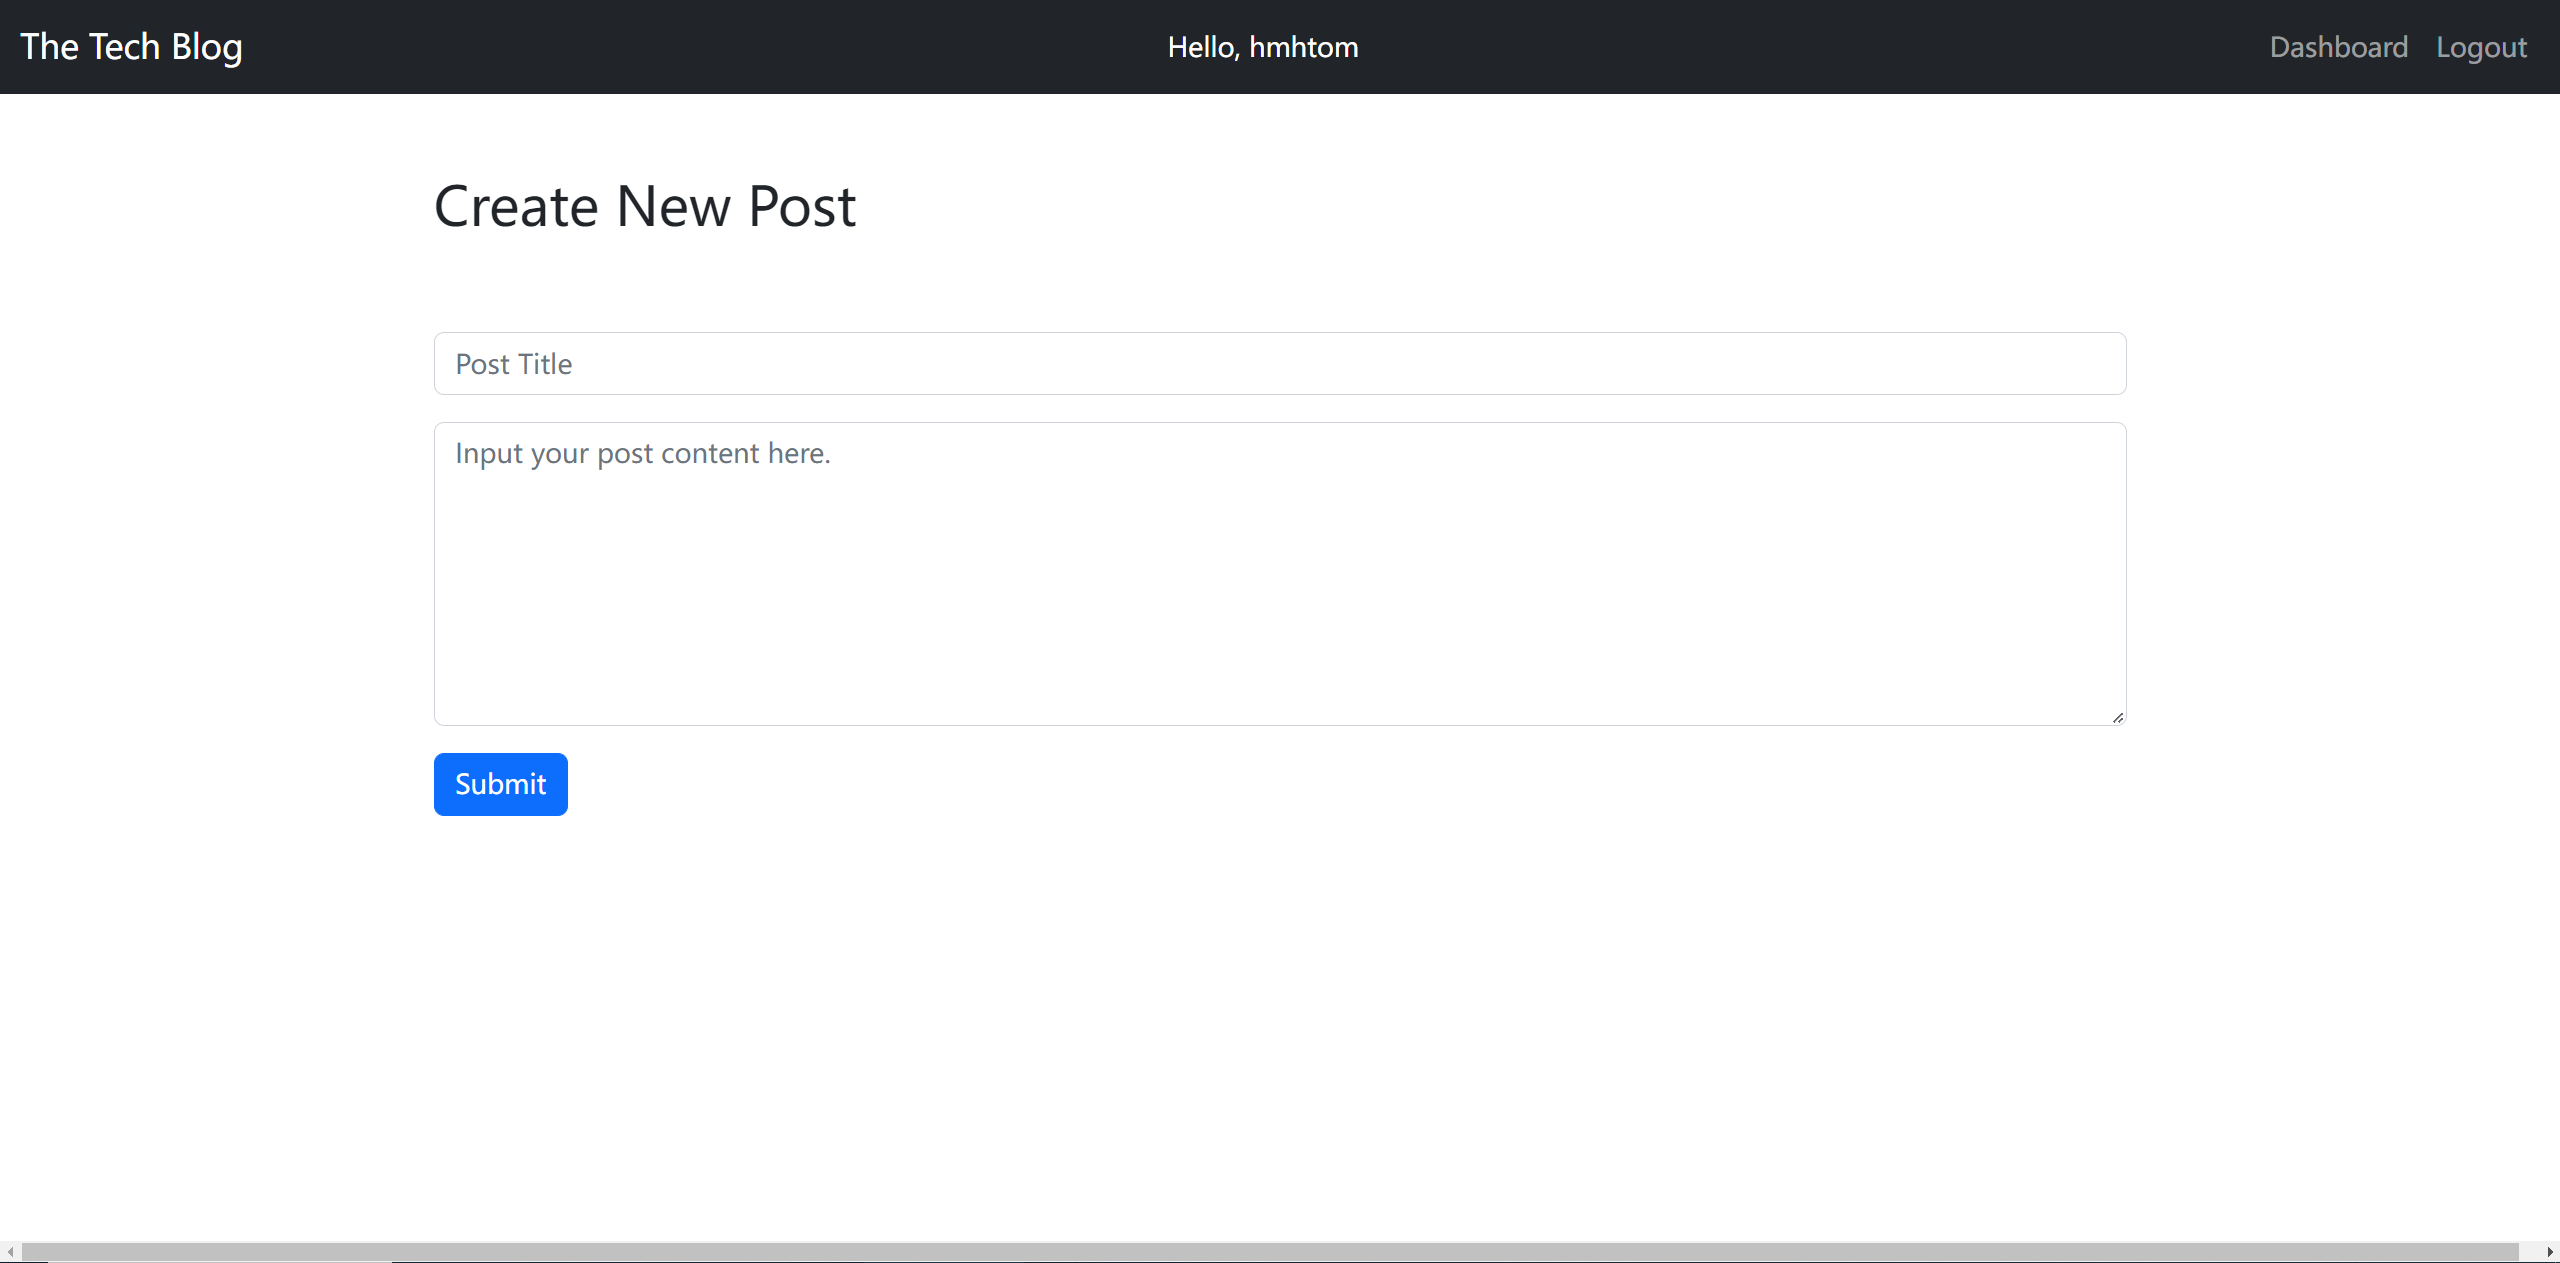 The Tech Blog
Hello, hmhtom
Dashboard
Logout
Create New Post
Post Title
Input your post content here.
Submit